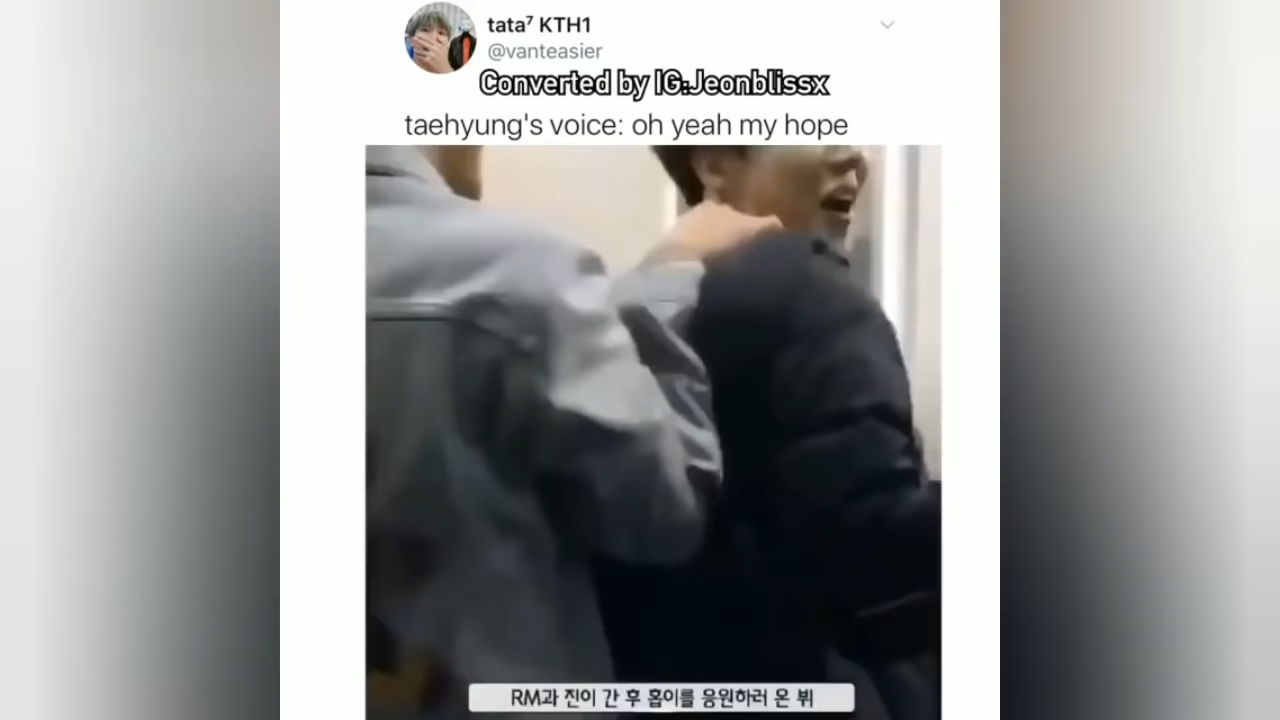 tata⁷ KTH1
@vanteasier
Converted by IG:Jeonblissx
taehyung's voice: oh yeah my hope
RM과 진이 간 후 홉이를 응원하러 온 뷔